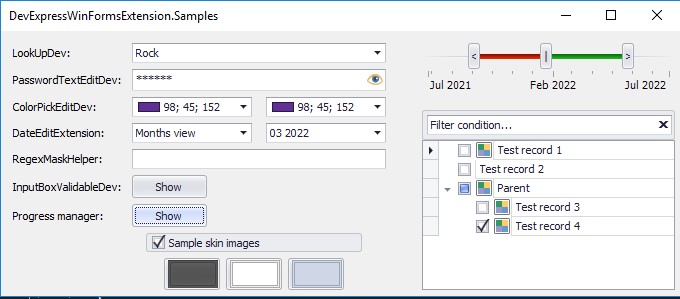 DevExpressWinFormsExtension.Samples
LookUpDev: Rock
PasswordTextEditDev: ******
ColorPickEditDev: 98; 45; 152 98; 45; 152
DateEditExtension: Months view 03 2022
RegexMaskHelper:
InputBoxValidableDev: Show
Progress manager: Show
Sample skin images
< || >
Jul 2021 Feb 2022 Jul 2022
Filter condition...
Test record 1
Test record 2
Parent
Test record 3
Test record 4